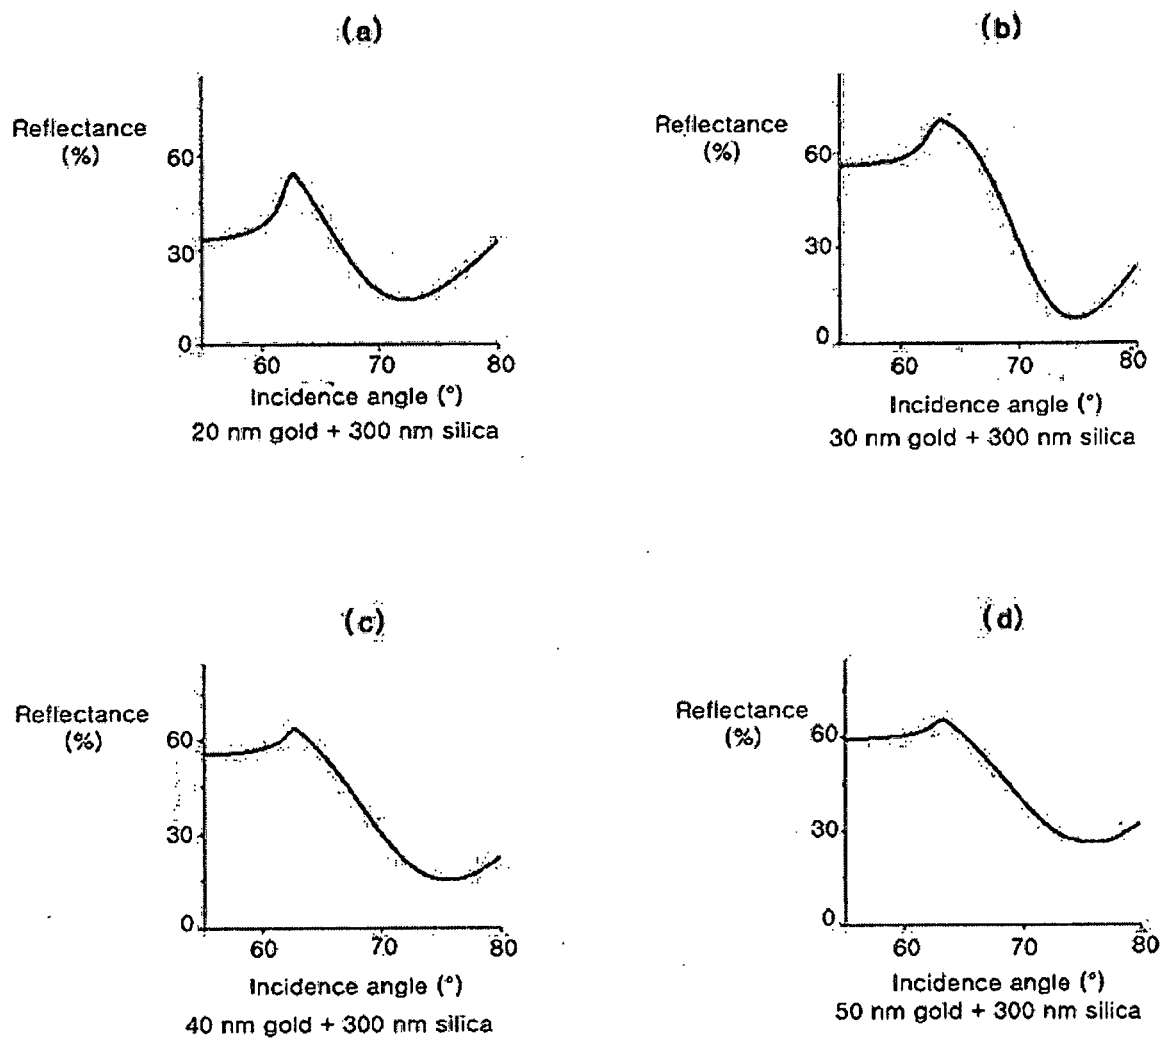 (a)
Reflectance
(%)
60
30
0
60 70 80
Incidence angle (°)
20 nm gold + 300 nm silica
(b)
Reflectance
(%)
60
30
0
60 70 80
Incidence angle (°)
30 nm gold + 300 nm silica
(c)
Reflectance
(%)
60
30
0
60 70 80
Incidence angle (°)
40 nm gold + 300 nm silica
(d)
Reflectance
(%)
60
30
0
60 70 80
Incidence angle (°)
50 nm gold + 300 nm silica